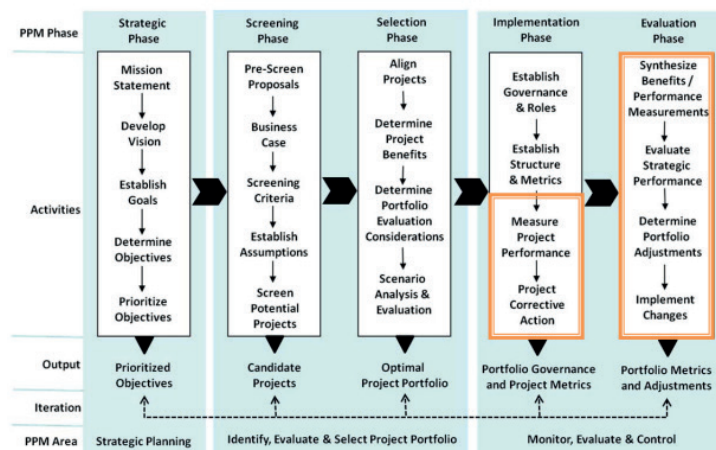 PPM Phase
Strategic
Phase
Screening
Phase
Selection
Phase
Implementation
Phase
Evaluation
Phase
Activities
Mission
Statement
Develop
Vision
Establish
Goals
Determine
Objectives
Prioritize
Objectives
Pre-Screen
Proposals
Business
Case
Screening
Criteria
Establish
Assumptions
Screen
Potential
Projects
Align
Projects
Determine
Project
Benefits
Determine
Portfolio
Evaluation
Considerations
Scenario
Analysis &
Evaluation
Establish
Governance
& Roles
Establish
Structure
& Metrics
Measure
Project
Performance
Project
Corrective
Action
Synthesize
Benefits /
Performance
Measurements
Evaluate
Strategic
Performance
Determine
Portfolio
Adjustments
Implement
Changes
Output
Prioritized
Objectives
Candidate
Projects
Optimal
Project Portfolio
Portfolio Governance
and Project Metrics
Portfolio Metrics
and Adjustments
Iteration
PPM Area
Strategic Planning
Identify, Evaluate & Select Project Portfolio
Monitor, Evaluate & Control